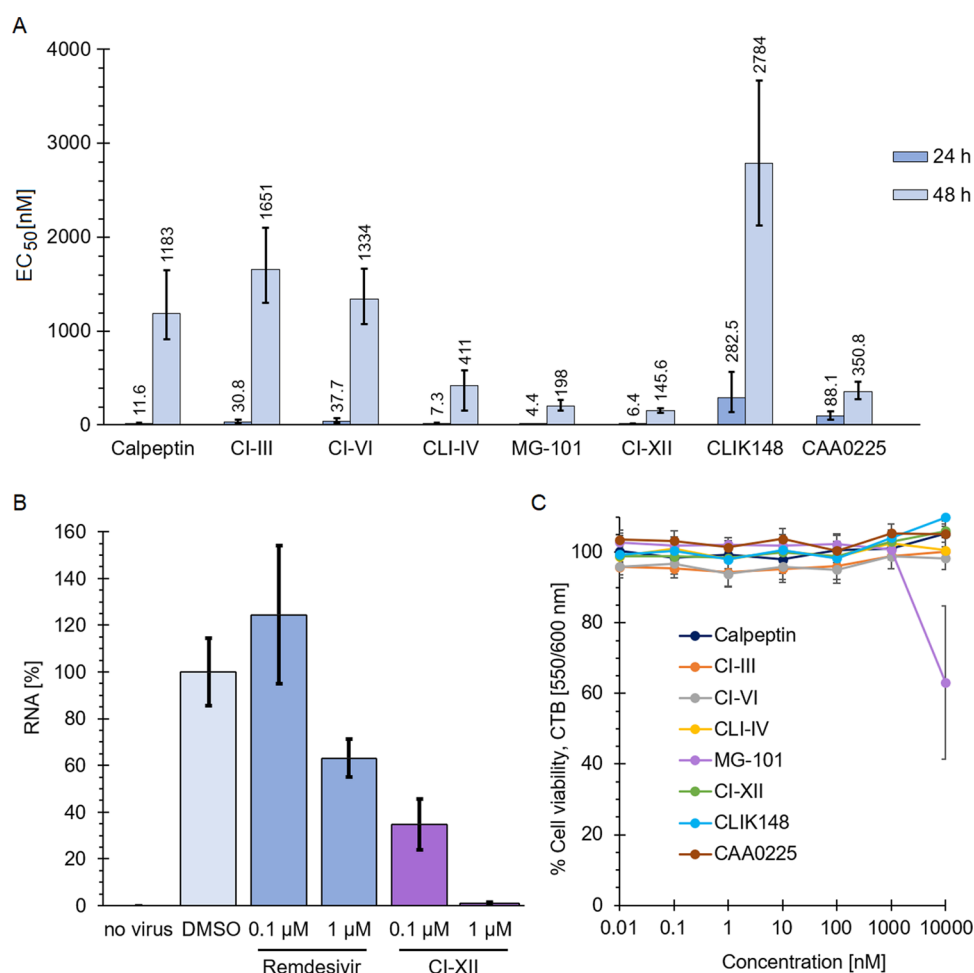 A
EC50[nM]
4000
3000
2000
1000
0
11.6
1183
30.8
1651
37.7
1334
7.3
411
4.4
198
6.4
145.6
282.5
2784
88.1
350.8
24 h
48 h
Calpeptin CI-III CI-VI CLI-IV MG-101 CI-XII CLIK148 CAA0225
B
RNA [%]
160
140
120
100
80
60
40
20
0
no virus DMSO 0.1 µM 1 µM 0.1 µM 1 µM
Remdesivir CI-XII
C
% Cell viability, CTB [550/600 nm]
100
80
60
40
20
0
Calpeptin
CI-III
CI-VI
CLI-IV
MG-101
CI-XII
CLIK148
CAA0225
0.01 0.1 1 10 100 1000 10000
Concentration [nM]